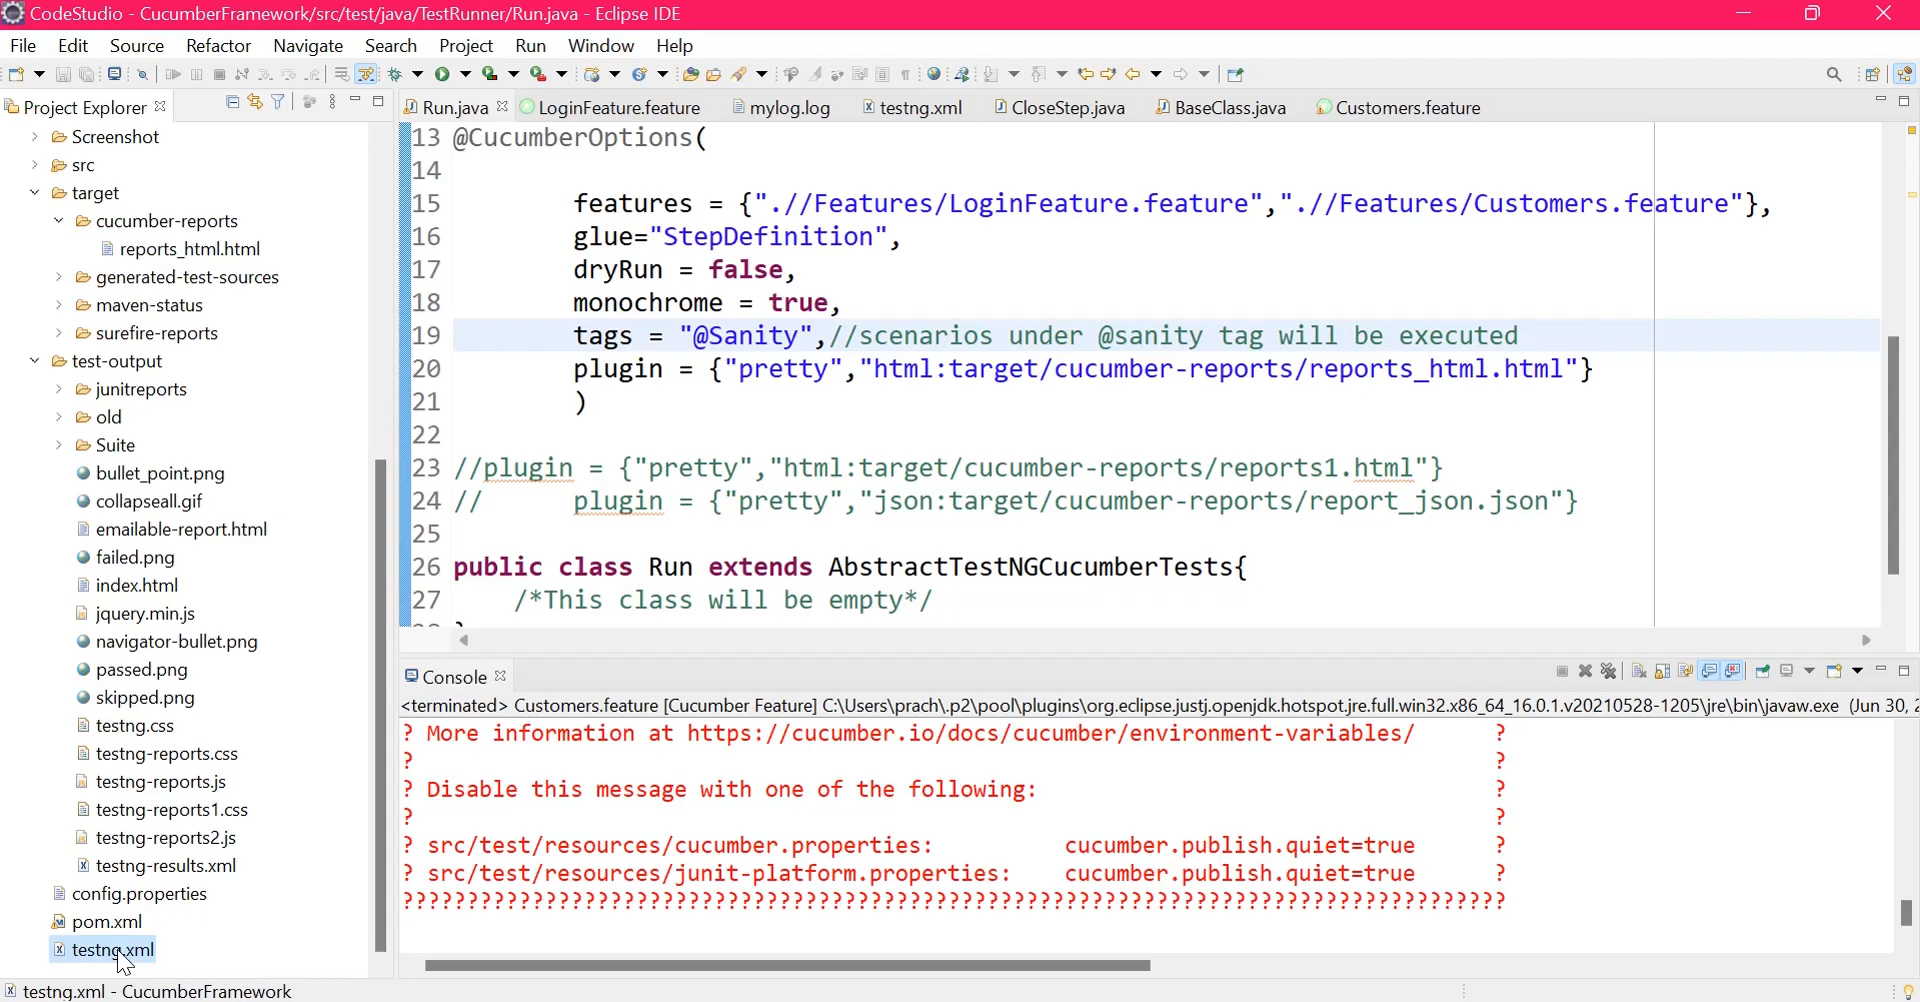 CodeStudio - CucumberFramework/src/test/java/TestRunner/Run.java - Eclipse IDE
File Edit Source Refactor Navigate Search Project Run Window Help
Project Explorer
Screenshot
src
target
cucumber-reports
reports_html.html
generated-test-sources
maven-status
surefire-reports
test-output
junitreports
old
Suite
bullet_point.png
collapseall.gif
emailable-report.html
failed.png
index.html
jquery.min.js
navigator-bullet.png
passed.png
skipped.png
testng.css
testng-reports.css
testng-reports.js
testng-reports1.css
testng-reports2.js
testng-results.xml
config.properties
pom.xml
testng.xml
Run.java LoginFeature.feature mylog.log testng.xml CloseStep.java BaseClass.java Customers.feature
13 @CucumberOptions(
14
15 features = {".//Features/LoginFeature.feature",".//Features/Customers.feature"},
16 glue="StepDefinition",
17 dryRun = false,
18 monochrome = true,
19 tags = "@Sanity",//scenarios under @sanity tag will be executed
20 plugin = {"pretty","html:target/cucumber-reports/reports_html.html"}
21 )
22
23 //plugin = {"pretty","html:target/cucumber-reports/reports1.html"}
24 // plugin = {"pretty","json:target/cucumber-reports/report_json.json"}
25
26 public class Run extends AbstractTestNGCucumberTests{
27 /*This class will be empty*/
Console
<terminated> Customers.feature [Cucumber Feature] C:\Users\prach\.p2\pool\plugins\org.eclipse.justj.openjdk.hotspot.jre.full.win32.x86_64_16.0.1.v20210528-1205\jre\bin\javaw.exe (Jun 30, 2
? More information at https://cucumber.io/docs/cucumber/environment-variables/ ?
? ?
? Disable this message with one of the following: ?
? ?
? src/test/resources/cucumber.properties: cucumber.publish.quiet=true ?
? src/test/resources/junit-platform.properties: cucumber.publish.quiet=true ?
?????????????????????????????????????????????????????????????????????????????????????
testng.xml - CucumberFramework